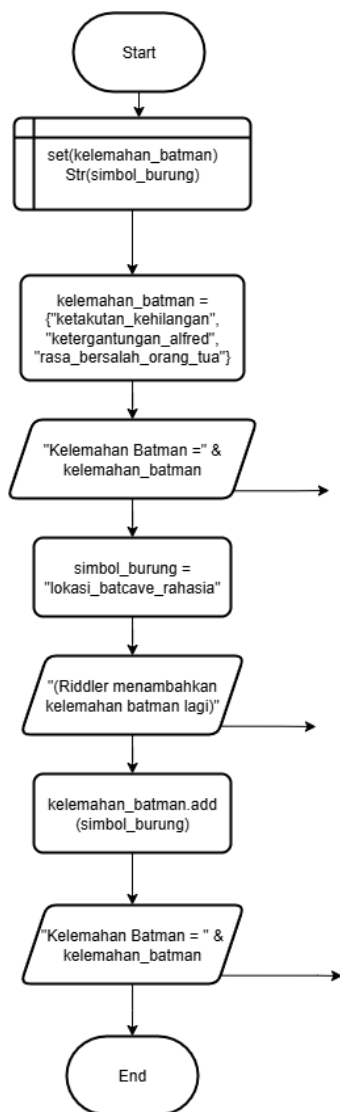 Start
set(kelemahan_batman)
Str(simbol_burung)
kelemahan_batman =
{"ketakutan_kehilangan",
"ketergantungan_alfred",
"rasa_bersalah_orang_tua"}
"Kelemahan Batman =" &
kelemahan_batman
simbol_burung =
"lokasi_batcave_rahasia"
"(Riddler menambahkan
kelemahan batman lagi)"
kelemahan_batman.add
(simbol_burung)
"Kelemahan Batman = " &
kelemahan_batman
End